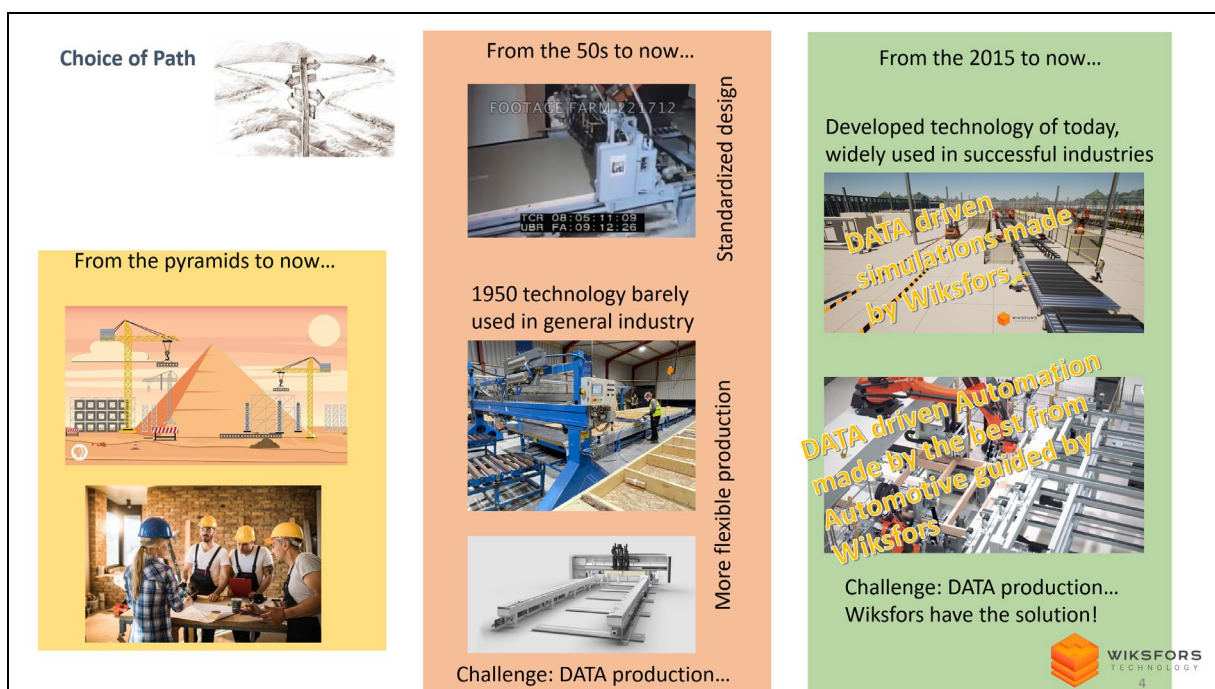 Choice of Path
From the pyramids to now…
From the 50s to now…
FOOTAGE FARM 221712
TCR 08:05:11:09
UBR FA:09:12:26
Standardized design
1950 technology barely
used in general industry
More flexible production
Challenge: DATA production…
From the 2015 to now…
Developed technology of today,
widely used in successful industries
DATA driven
simulations made
by Wiksfors
WIKSFORS
DATA driven Automation
made by the best from
Automotive guided by
Wiksfors
Challenge: DATA production…
Wiksfors have the solution!
WIKSFORS
TECHNOLOGY
4